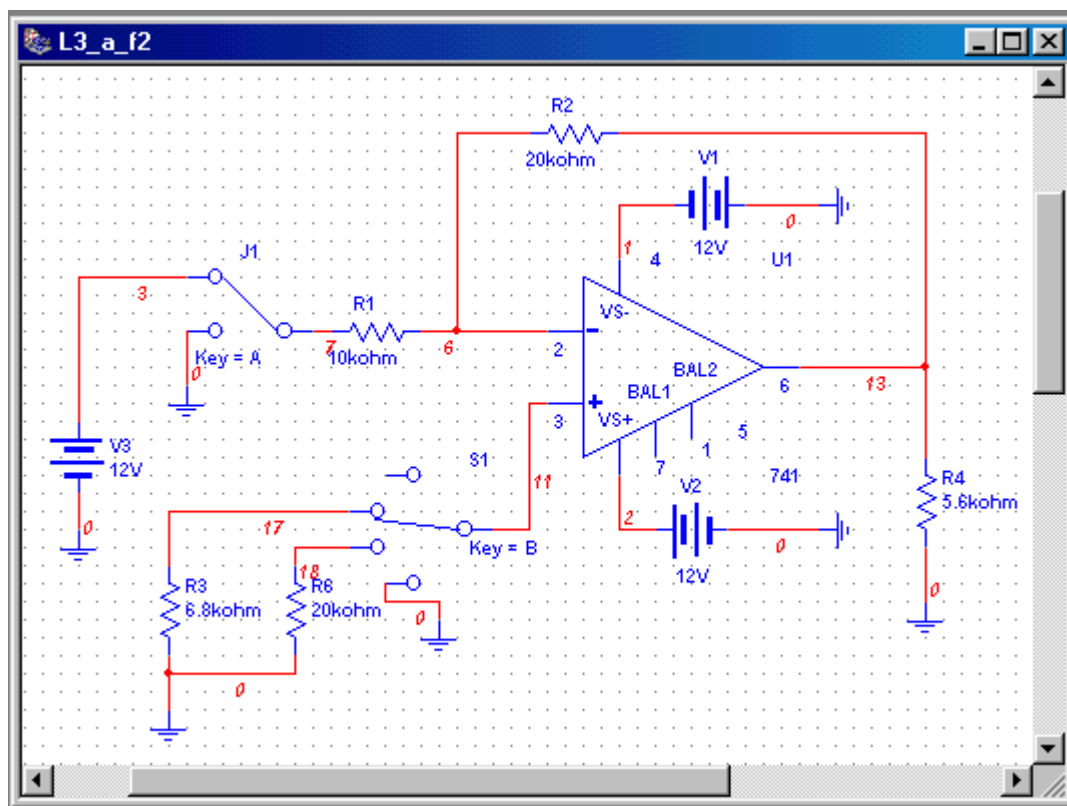 L3_a_f2
R2
20kohm
V1
0
12V
1
4
U1
J1
3
R1
VS-
7
10kohm
6
2
Key = A
0
BAL2
BAL1
6
13
3
VS+
5
1
7
V3
12V
S1
11
V2
741
R4
5.6kohm
17
2
0
Key = B
12V
0
18
R3
6.8kohm
R6
20kohm
0
0
0